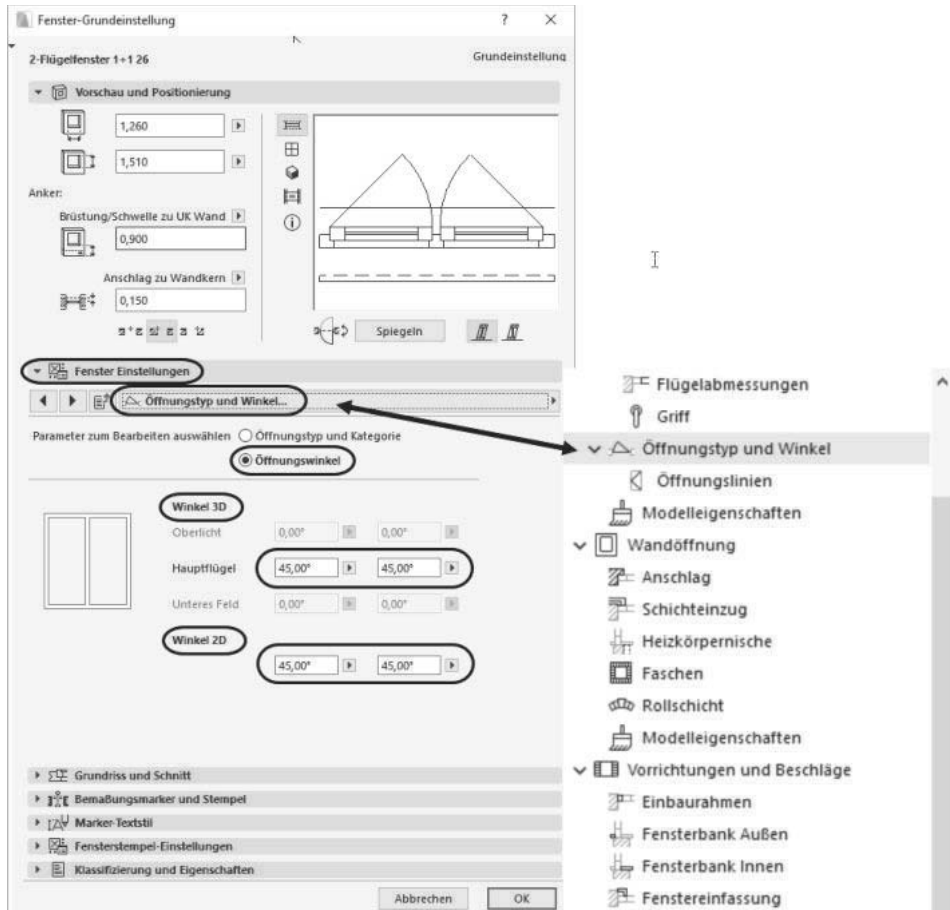 Fenster-Grundeinstellung ? ×
2-Flügelfenster 1+1 26 Grundeinstellung
Vorschau und Positionierung
1,260
1,510
Anker:
Brüstung/Schwelle zu UK Wand
0,900
Anschlag zu Wandkern
0,150
Spiegeln
Fenster Einstellungen
Öffnungstyp und Winkel...
Parameter zum Bearbeiten auswählen Öffnungstyp und Kategorie
Öffnungswinkel
Winkel 3D
Oberlicht 0,00° 0,00°
Hauptflügel 45,00° 45,00°
Unteres Feld 0,00° 0,00°
Winkel 2D
45,00° 45,00°
Grundriss und Schnitt
Bemaßungsmarker und Stempel
Marker-Textstil
Fensterstempel-Einstellungen
Klassifizierung und Eigenschaften
Abbrechen OK
Flügelabmessungen
Griff
Öffnungstyp und Winkel
Öffnungslinien
Modelleigenschaften
Wandöffnung
Anschlag
Schichteinzug
Heizkörpernische
Faschen
Rollschicht
Modelleigenschaften
Vorrichtungen und Beschläge
Einbaurahmen
Fensterbank Außen
Fensterbank Innen
Fenstereinfassung